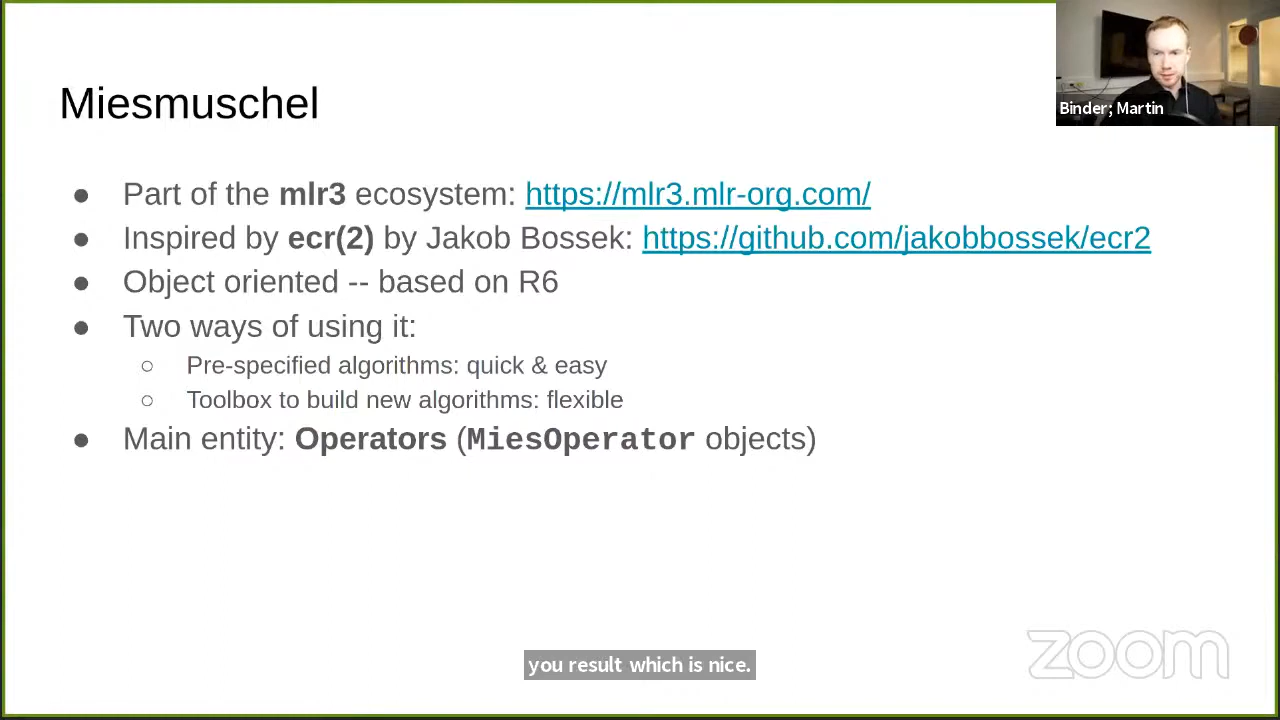 Miesmuschel
Binder; Martin
● Part of the mlr3 ecosystem: https://mlr3.mlr-org.com/
● Inspired by ecr(2) by Jakob Bossek: https://github.com/jakobbossek/ecr2
● Object oriented -- based on R6
● Two ways of using it:
○ Pre-specified algorithms: quick & easy
○ Toolbox to build new algorithms: flexible
● Main entity: Operators (MiesOperator objects)
you result which is nice.
zoom